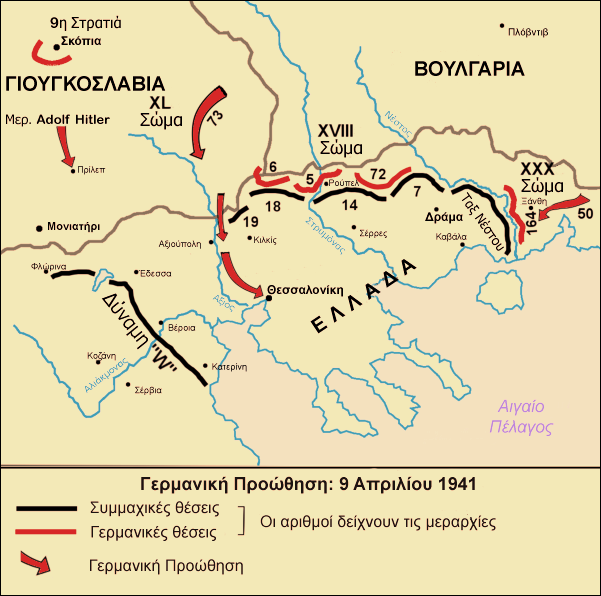 9η Στρατιά
Σκόπια
Πλόβντιβ
ΓΙΟΥΓΚΟΣΛΑΒΙΑ
ΒΟΥΛΓΑΡΙΑ
XL
Σώμα
73
Μερ. Adolf Hitler
Πρίλεπ
XVIII
Σώμα
Νέστος
6
5
Ρούπελ
72
XXX
Σώμα
Ξάνθη
50
164
18
14
7
Ταξ Νέστου
19
Δράμα
Μοναστήρι
Αξιούπολη
Κιλκίς
Στρυμόνας
Σέρρες
Καβάλα
Φλώρινα
Έδεσσα
Θεσσαλονίκη
ΕΛΛΑΔΑ
Αξιός
Δύναμη "W"
Βέροια
Κοζάνη
Κατερίνη
Αλιάκμονας
Σέρβια
Αιγαίο
Πέλαγος
Γερμανική Προώθηση: 9 Απριλίου 1941
Συμμαχικές θέσεις
Γερμανικές θέσεις
Οι αριθμοί δείχνουν τις μεραρχίες
Γερμανική Προώθηση